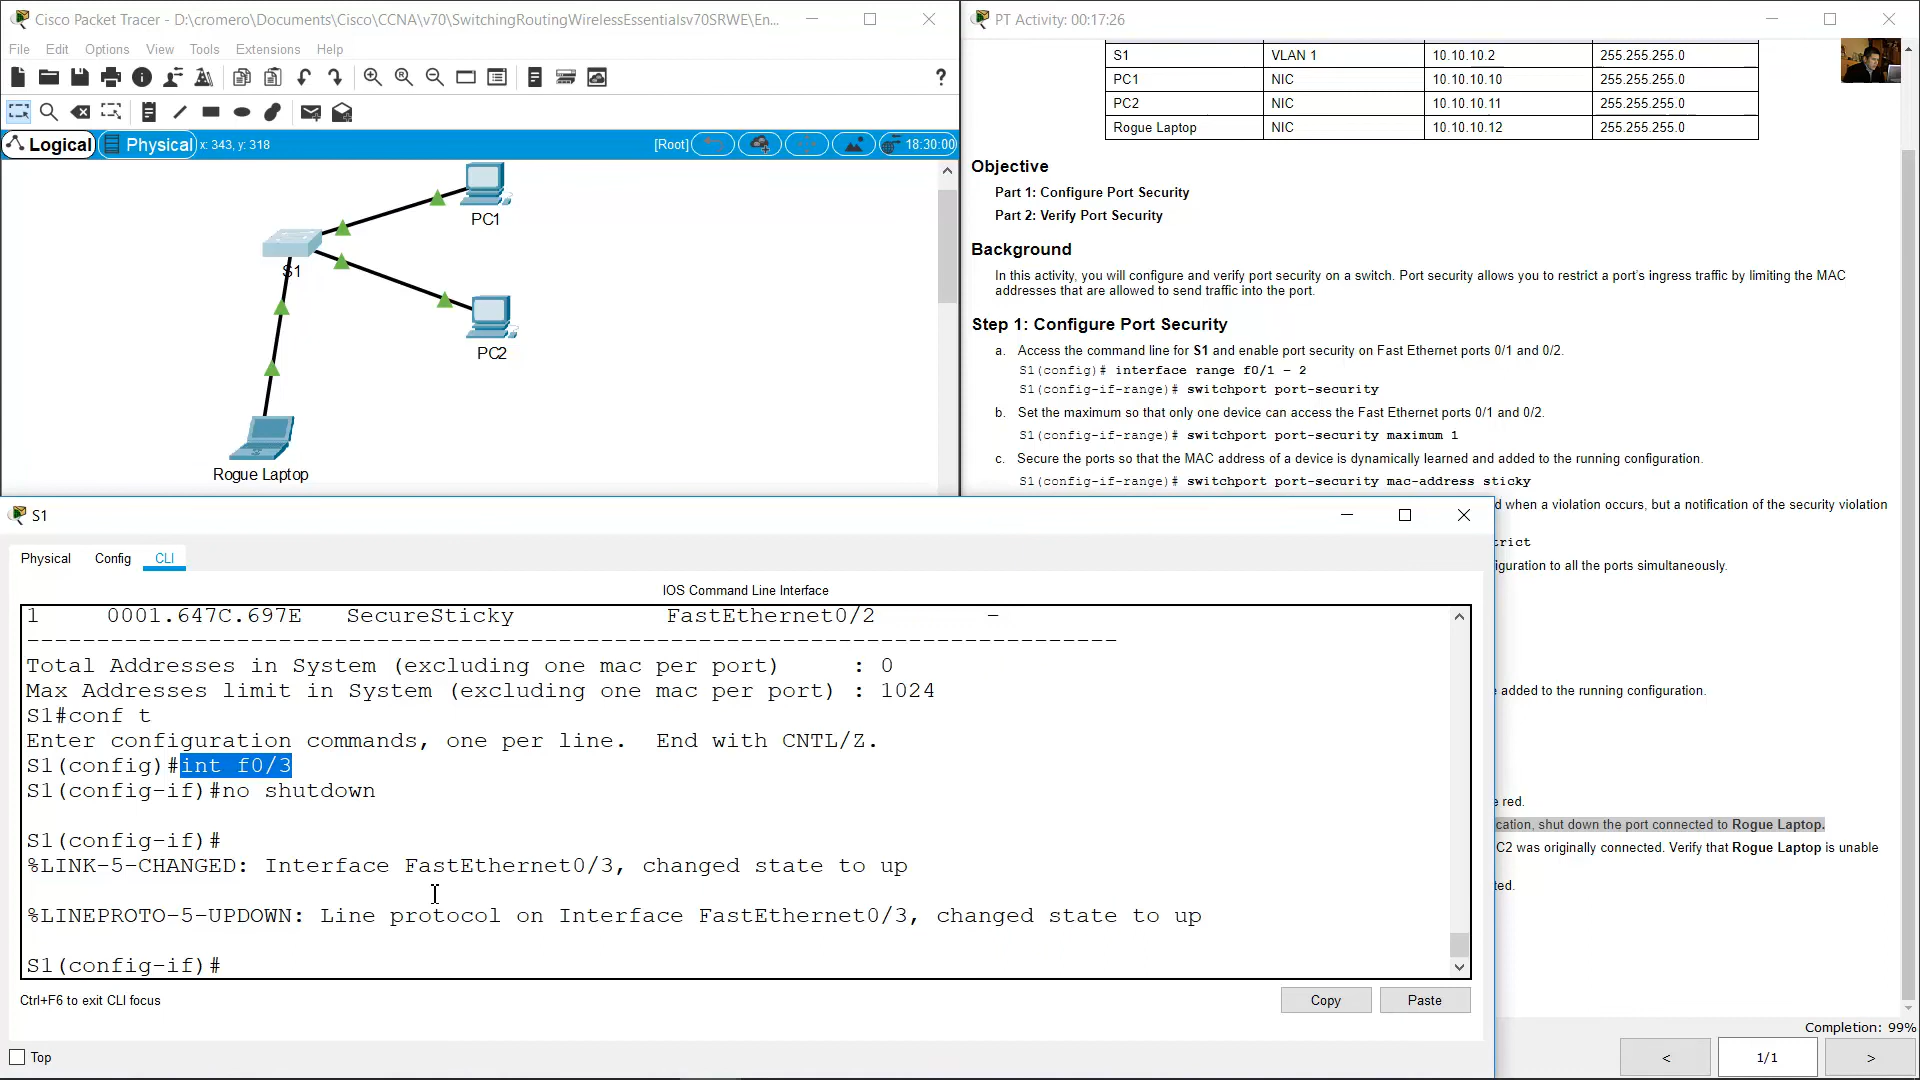 Cisco Packet Tracer - D:\cromero\Documents\Cisco\CCNA\v70\SwitchingRoutingWirelessEssentialsv70SRWE\En...
File Edit Options View Tools Extensions Help
?
Logical Physical x: 343, y: 318 [Root] 18:30:00
PC1
S1
PC2
Rogue Laptop
PT Activity: 00:17:26
S1 VLAN 1 10.10.10.2 255.255.255.0
PC1 NIC 10.10.10.10 255.255.255.0
PC2 NIC 10.10.10.11 255.255.255.0
Rogue Laptop NIC 10.10.10.12 255.255.255.0
Objective
Part 1: Configure Port Security
Part 2: Verify Port Security
Background
In this activity, you will configure and verify port security on a switch. Port security allows you to restrict a port's ingress traffic by limiting the MAC
addresses that are allowed to send traffic into the port.
Step 1: Configure Port Security
a. Access the command line for S1 and enable port security on Fast Ethernet ports 0/1 and 0/2.
S1(config)# interface range f0/1 – 2
S1(config-if-range)# switchport port-security
b. Set the maximum so that only one device can access the Fast Ethernet ports 0/1 and 0/2.
S1(config-if-range)# switchport port-security maximum 1
c. Secure the ports so that the MAC address of a device is dynamically learned and added to the running configuration.
S1(config-if-range)# switchport port-security mac-address sticky
d when a violation occurs, but a notification of the security violation
trict
iguration to all the ports simultaneously.
e added to the running configuration.
e red.
cation, shut down the port connected to Rogue Laptop.
C2 was originally connected. Verify that Rogue Laptop is unable
ted.
Completion: 99%
< 1/1 >
S1
Physical Config CLI
IOS Command Line Interface
1 0001.647C.697E SecureSticky FastEthernet0/2 -
-----------------------------------------------------------------------------
Total Addresses in System (excluding one mac per port) : 0
Max Addresses limit in System (excluding one mac per port) : 1024
S1#conf t
Enter configuration commands, one per line. End with CNTL/Z.
S1(config)#int f0/3
S1(config-if)#no shutdown
S1(config-if)#
%LINK-5-CHANGED: Interface FastEthernet0/3, changed state to up
%LINEPROTO-5-UPDOWN: Line protocol on Interface FastEthernet0/3, changed state to up
S1(config-if)#
Ctrl+F6 to exit CLI focus
Copy Paste
Top